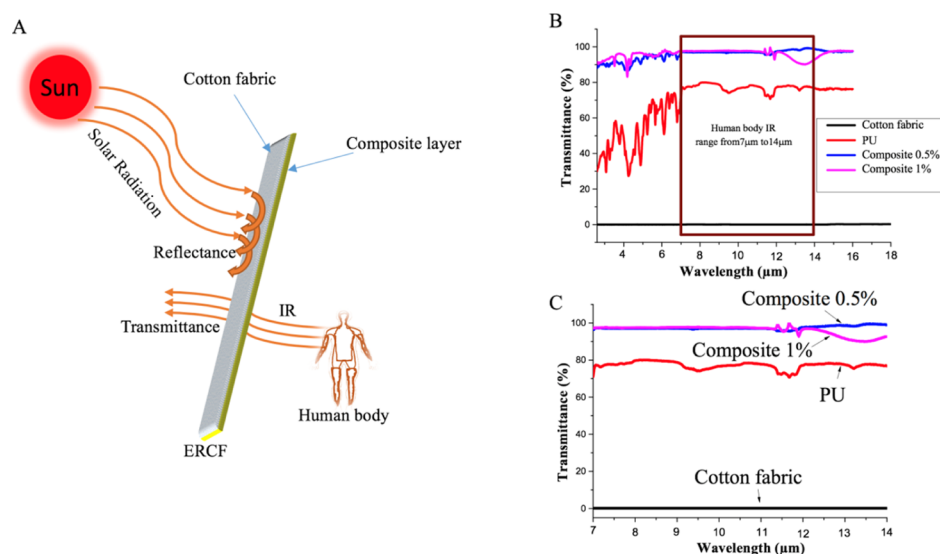 A
Sun
Cotton fabric
Composite layer
Solar Radiation
Reflectance
IR
Transmittance
Human body
ERCF
B
Transmittance (%)
100
80
60
40
20
0
Human body IR
range from7μm to14μm
Cotton fabric
PU
Composite 0.5%
Composite 1%
4 6 8 10 12 14 16 18
Wavelength (μm)
C
Transmittance (%)
100
80
60
40
20
0
Composite 0.5%
Composite 1%
PU
Cotton fabric
7 8 9 10 11 12 13 14
Wavelength (μm)